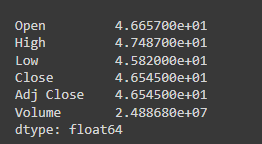 Open         4.665700e+01
High         4.748700e+01
Low          4.582000e+01
Close        4.654500e+01
Adj Close    4.654500e+01
Volume       2.488680e+07
dtype: float64